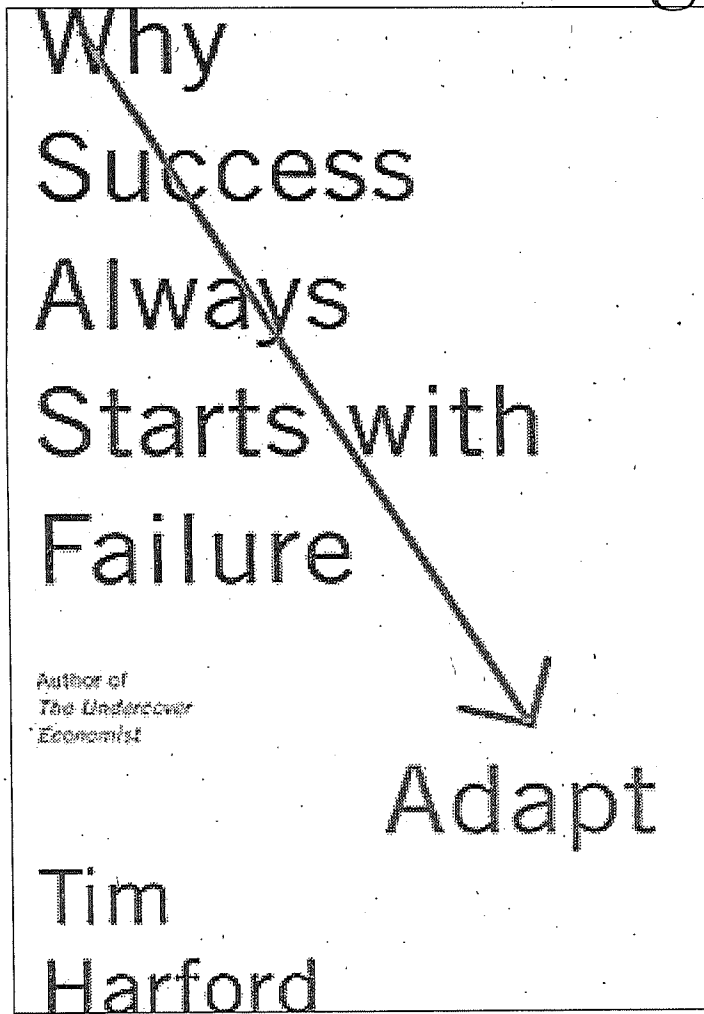 Why
Success
Always
Starts with
Failure
Author of
The Undercover
Economist
Adapt
Tim
Harford